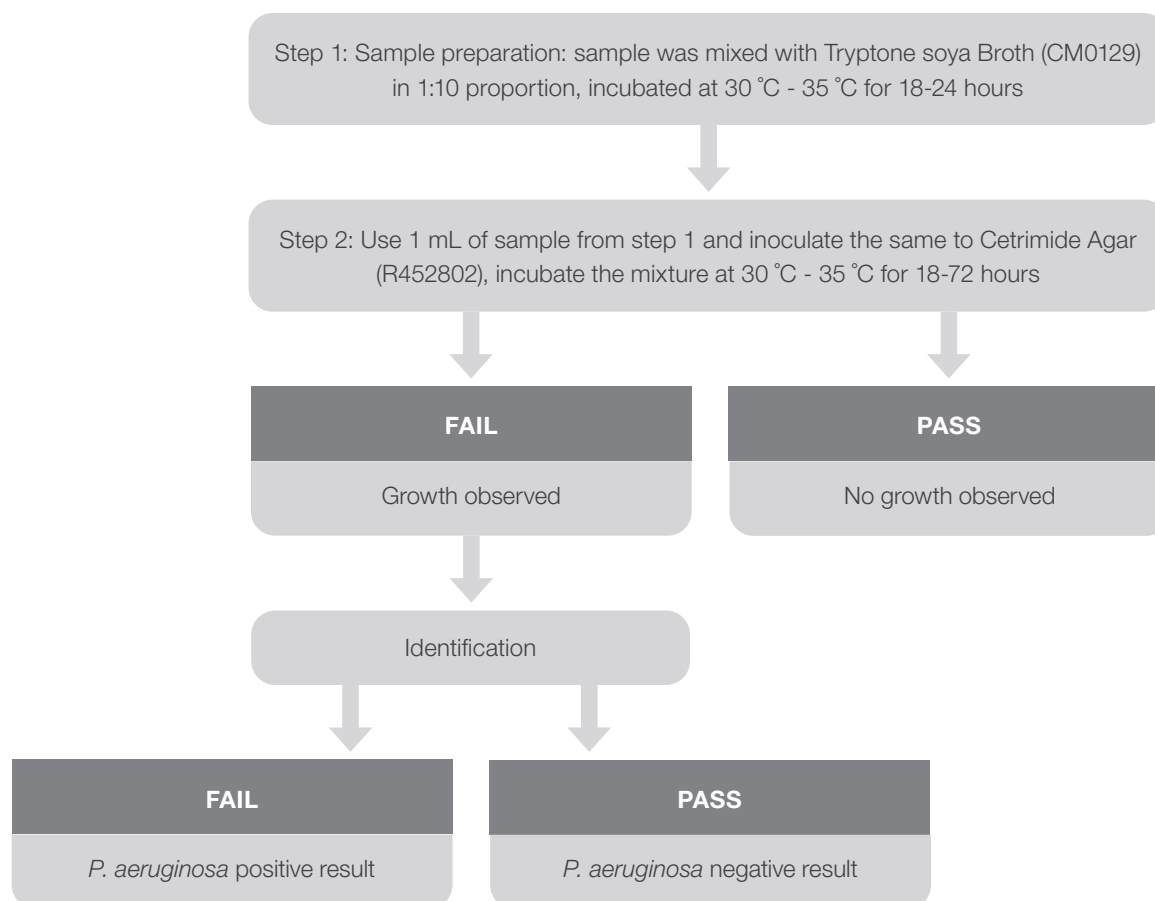 Step 1: Sample preparation: sample was mixed with Tryptone soya Broth (CM0129)
in 1:10 proportion, incubated at 30 ˚C - 35 ˚C for 18-24 hours
Step 2: Use 1 mL of sample from step 1 and inoculate the same to Cetrimide Agar
(R452802), incubate the mixture at 30 ˚C - 35 ˚C for 18-72 hours
FAIL
Growth observed
PASS
No growth observed
Identification
FAIL
P. aeruginosa positive result
PASS
P. aeruginosa negative result